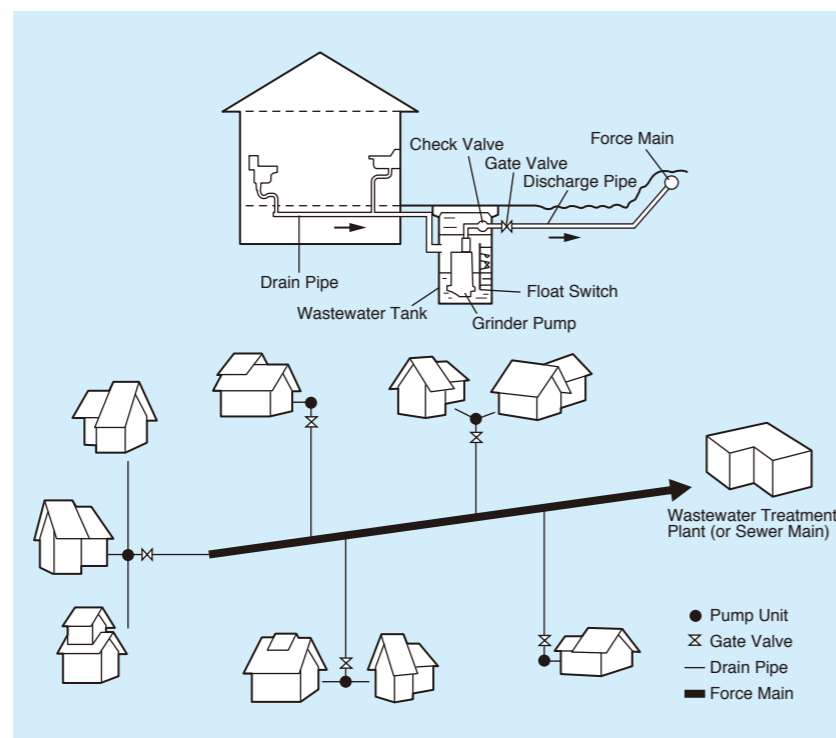 Check Valve
Gate Valve
Force Main
Discharge Pipe
Drain Pipe
Wastewater Tank
Float Switch
Grinder Pump
Wastewater Treatment
Plant (or Sewer Main)
Pump Unit
Gate Valve
Drain Pipe
Force Main